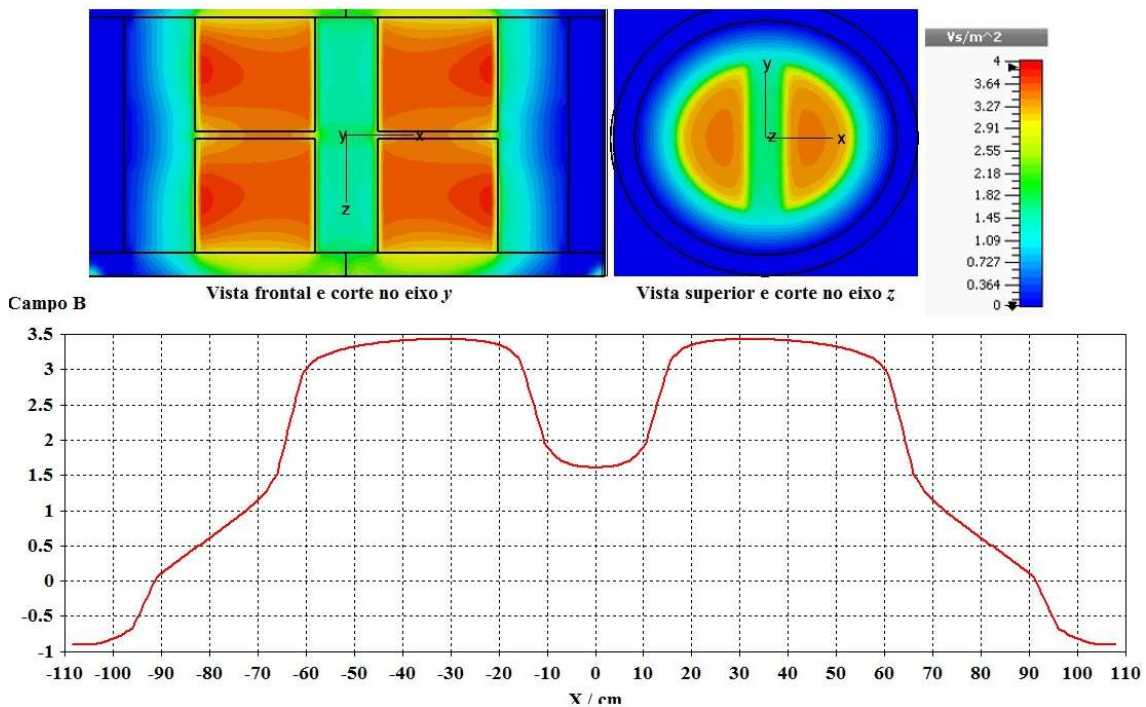 Vs/m^2
4
3.64
3.27
2.91
2.55
2.18
1.82
1.45
1.09
0.727
0.364
0
y x
z
y
z x
Vista frontal e corte no eixo y
Vista superior e corte no eixo z
Campo B
3.5
3
2.5
2
1.5
1
0.5
0
-0.5
-1
-110 -100 -90 -80 -70 -60 -50 -40 -30 -20 -10 0 10 20 30 40 50 60 70 80 90 100 110
X / cm